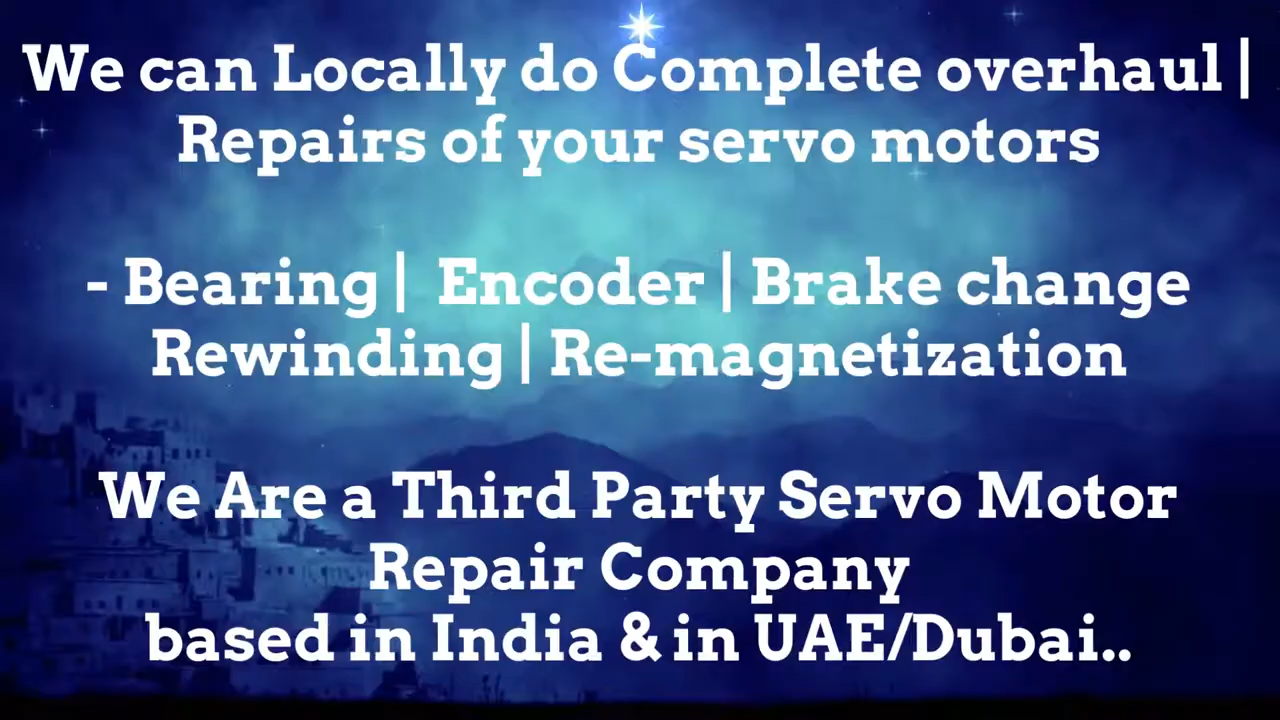 We can Locally do Complete overhaul |
Repairs of your servo motors
- Bearing | Encoder | Brake change
Rewinding | Re-magnetization
We Are a Third Party Servo Motor
Repair Company
based in India & in UAE/Dubai..